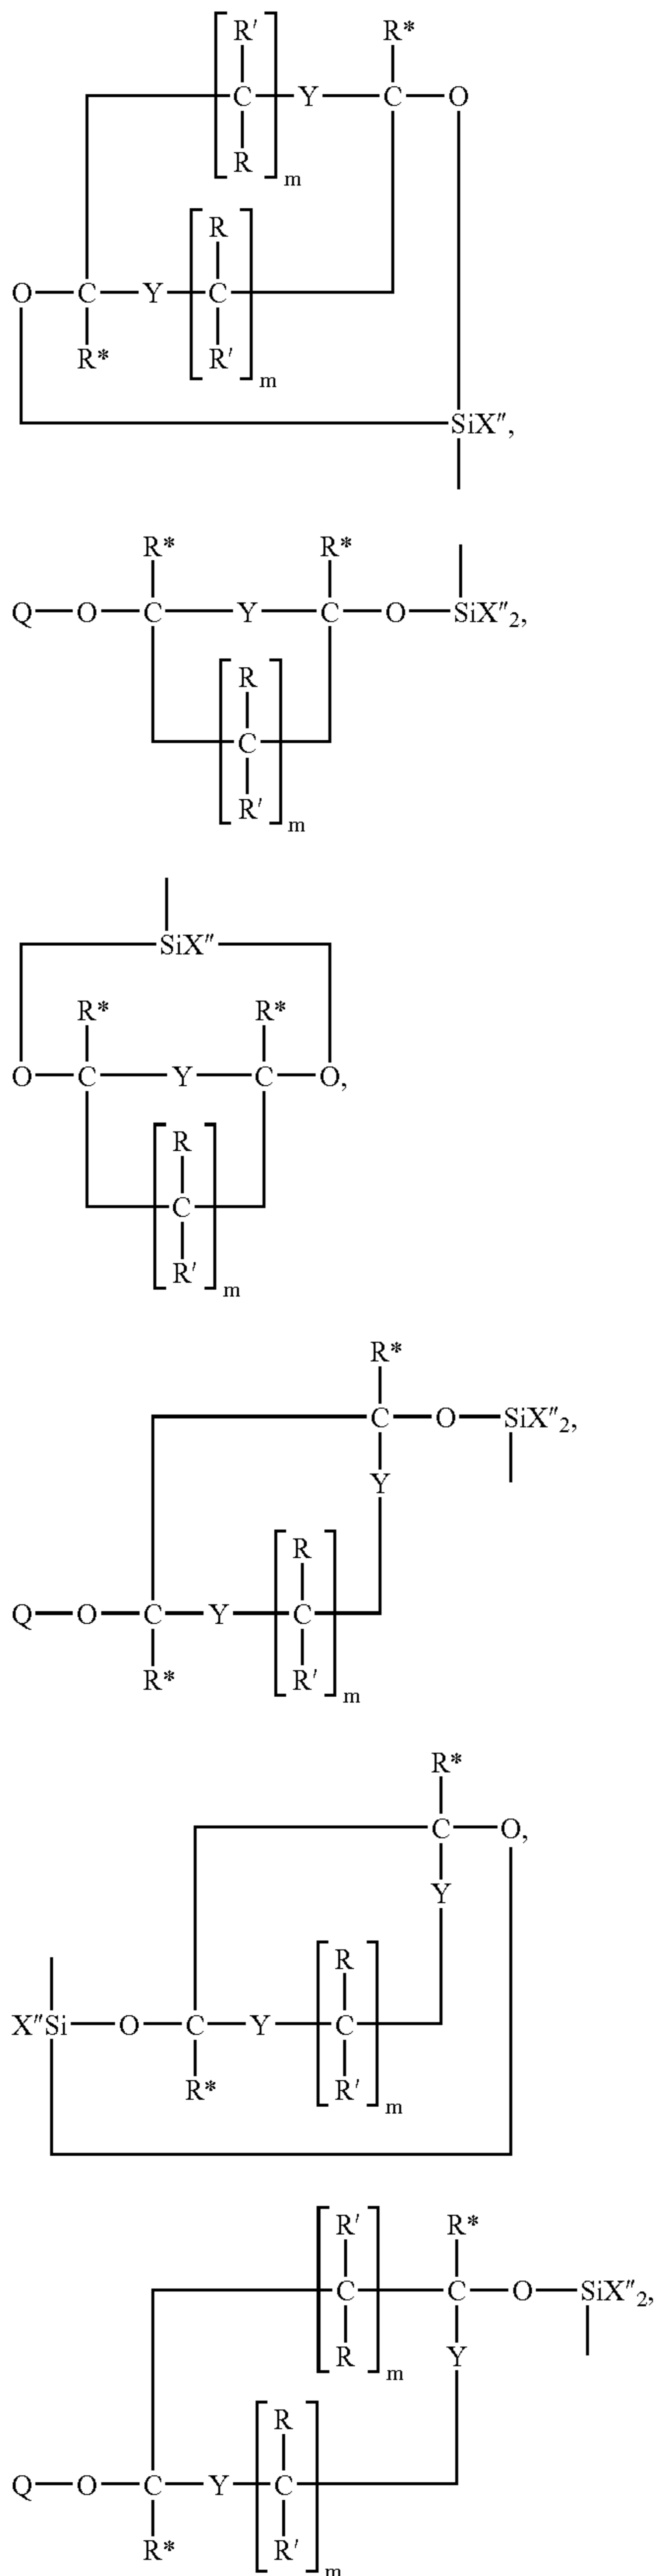 R′ R*
C Y C O
R
m
R
O C Y C
R* R′
m
SiX″,
R* R*
Q O C Y C O SiX″2,
R
C
R′
m
SiX″
R* R*
O C Y C O,
R
C
R′
m
R*
C O SiX″2,
Y
R
Q O C Y C
R* R′
m
R*
C O,
Y
R
X″Si O C Y C
R* R′
m
R′ R*
C C O SiX″2,
R Y
m
R
Q O C Y C
R* R′
m